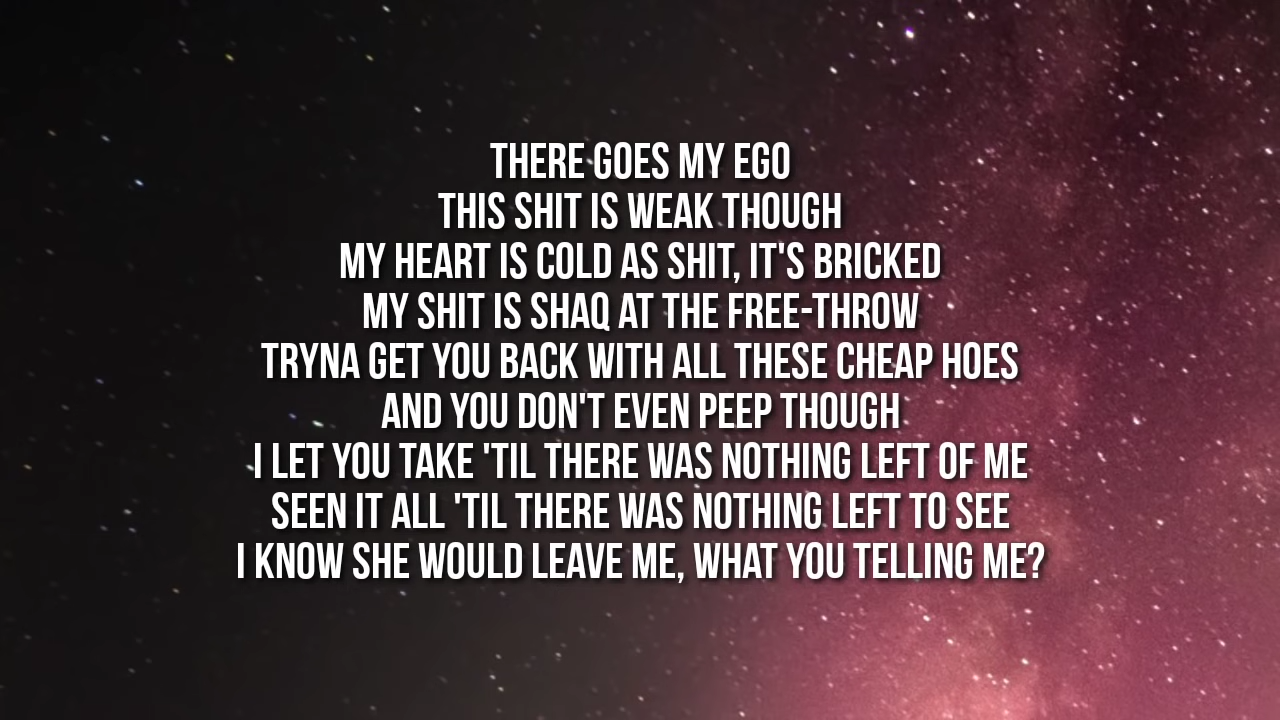 THERE GOES MY EGO
THIS SHIT IS WEAK THOUGH
MY HEART IS COLD AS SHIT, IT'S BRICKED
MY SHIT IS SHAQ AT THE FREE-THROW
TRYNA GET YOU BACK WITH ALL THESE CHEAP HOES
AND YOU DON'T EVEN PEEP THOUGH
I LET YOU TAKE 'TIL THERE WAS NOTHING LEFT OF ME
SEEN IT ALL 'TIL THERE WAS NOTHING LEFT TO SEE
I KNOW SHE WOULD LEAVE ME, WHAT YOU TELLING ME?